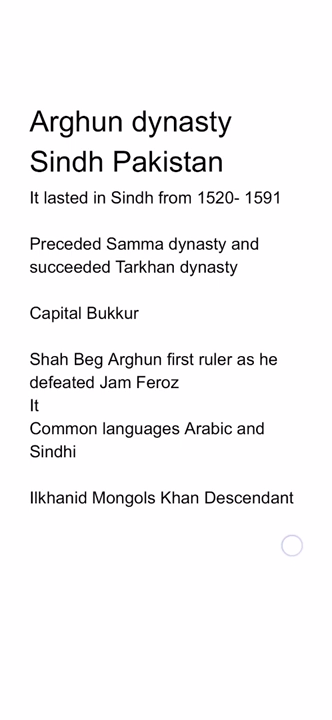 Arghun dynasty
Sindh Pakistan
It lasted in Sindh from 1520- 1591
Preceded Samma dynasty and
succeeded Tarkhan dynasty
Capital Bukkur
Shah Beg Arghun first ruler as he
defeated Jam Feroz
It
Common languages Arabic and
Sindhi
Ilkhanid Mongols Khan Descendant